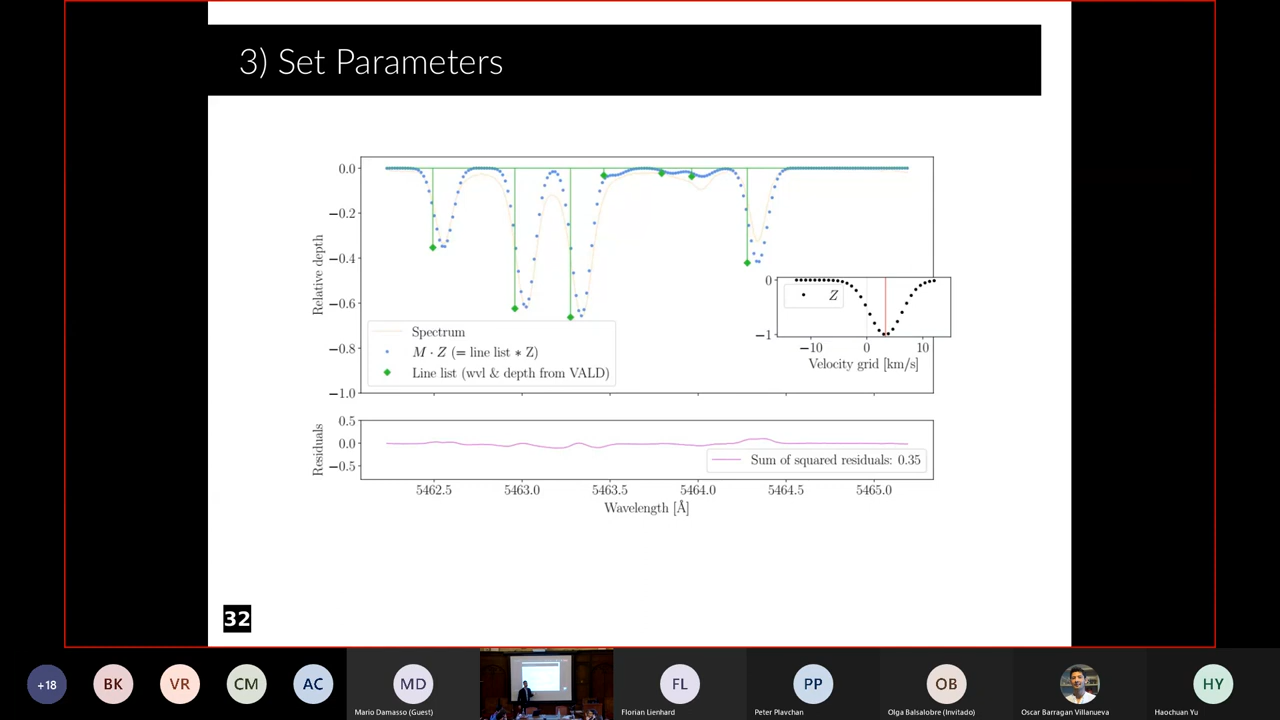 3) Set Parameters
0.0
−0.2
−0.4
−0.6
−0.8
−1.0
Relative depth
Spectrum
M · Z (= line list ∗ Z)
Line list (wvl & depth from VALD)
0
−1
Z
−10 0 10
Velocity grid [km/s]
0.5
0.0
−0.5
Residuals
Sum of squared residuals: 0.35
5462.5 5463.0 5463.5 5464.0 5464.5 5465.0
Wavelength [Å]
32
+18 BK VR CM AC MD FL PP OB HY
Mario Damasso (Guest) Florian Lienhard Peter Plavchan Olga Balsalobre (Invitado) Oscar Barragan Villanueva Haochuan Yu